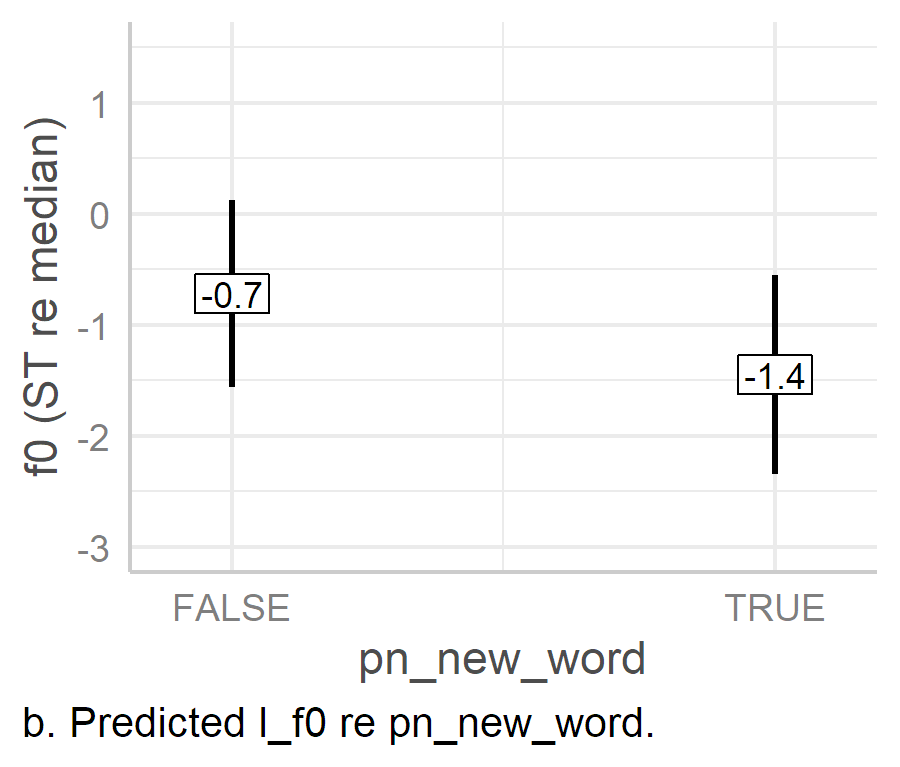 f0 (ST re median)
1
0
-1
-2
-3
-0.7
-1.4
FALSE
TRUE
pn_new_word
b. Predicted l_f0 re pn_new_word.